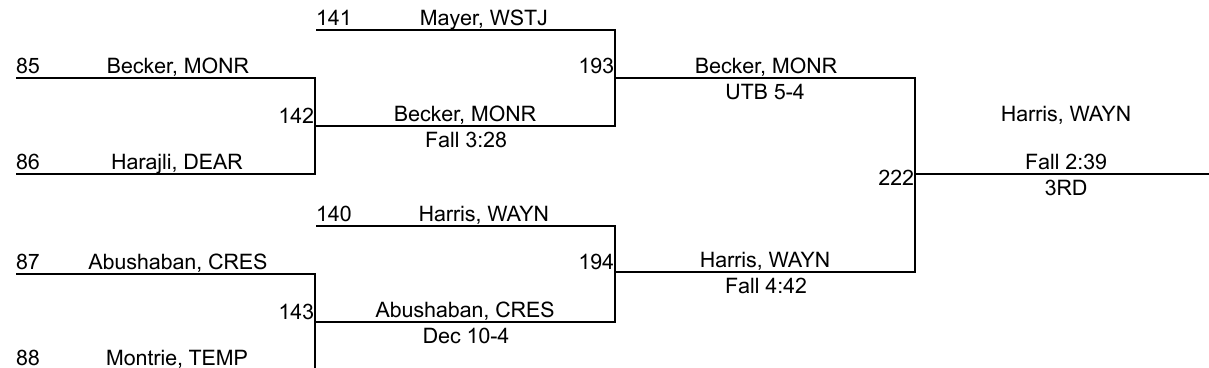 141 Mayer, WSTJ
85 Becker, MONR
193 Becker, MONR
UTB 5-4
142 Becker, MONR
Fall 3:28
Harris, WAYN
86 Harajli, DEAR
Fall 2:39
222
3RD
140 Harris, WAYN
87 Abushaban, CRES
194 Harris, WAYN
Fall 4:42
143 Abushaban, CRES
Dec 10-4
88 Montrie, TEMP